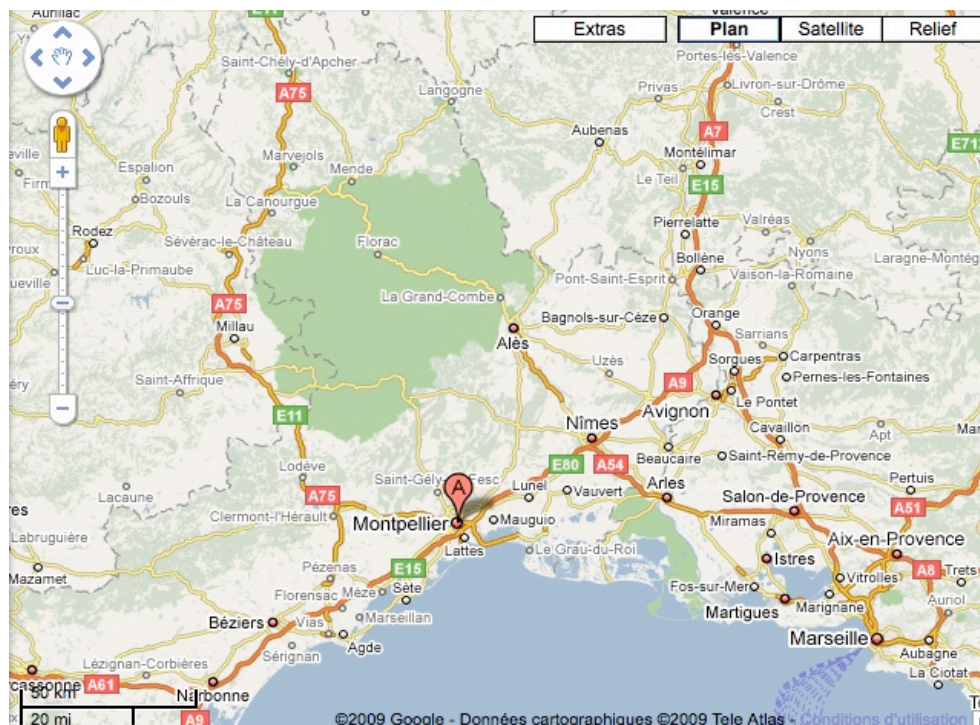 Aurillac
E11
Extras
Plan
Satellite
Relief
Valence
Portes-lès-Valence
Saint-Chély-d'Apcher
A75
Langogne
Privas
Livron-sur-Drôme
Crest
Aubenas
A7
E712
Montélimar
Espalion
Marvejols
Mende
Le Teil
E15
Bozouls
La Canourgue
Pierrelatte
Valréas
Rodez
Sévérac-le-Château
Florac
Nyons
Bollène
Luc-la-Primaube
Pont-Saint-Esprit
Vaison-la-Romaine
Laragne-Montég
La Grand-Combe
A75
Millau
Bagnols-sur-Cèze
Orange
Alès
Sarrians
Saint-Affrique
Uzès
Sorgues
Carpentras
Pernes-les-Fontaines
A9
Le Pontet
E11
Avignon
Nîmes
Cavaillon
Apt
Beaucaire
Saint-Rémy-de-Provence
E80
A54
Lodève
Saint-Gély-du-Fesc
A
Lunel
Vauvert
Arles
Pertuis
Lacaune
A75
Salon-de-Provence
A51
Clermont-l'Hérault
Montpellier
Mauguio
Miramas
Labruguière
Lattes
Le Grau-du-Roi
Aix-en-Provence
Istres
Mazamet
Pézenas
E15
A8
Trets
Vitrolles
Florensac
Mèze
Sète
Fos-sur-Mer
Martigues
Marignane
Auriol
Béziers
Vias
Marseillan
Agde
Marseille
Sérignan
Aubagne
Lézignan-Corbières
La Ciotat
carcassonne
A61
Narbonne
50 km
20 mi
A9
©2009 Google - Données cartographiques ©2009 Tele Atlas - Conditions d'utilisation